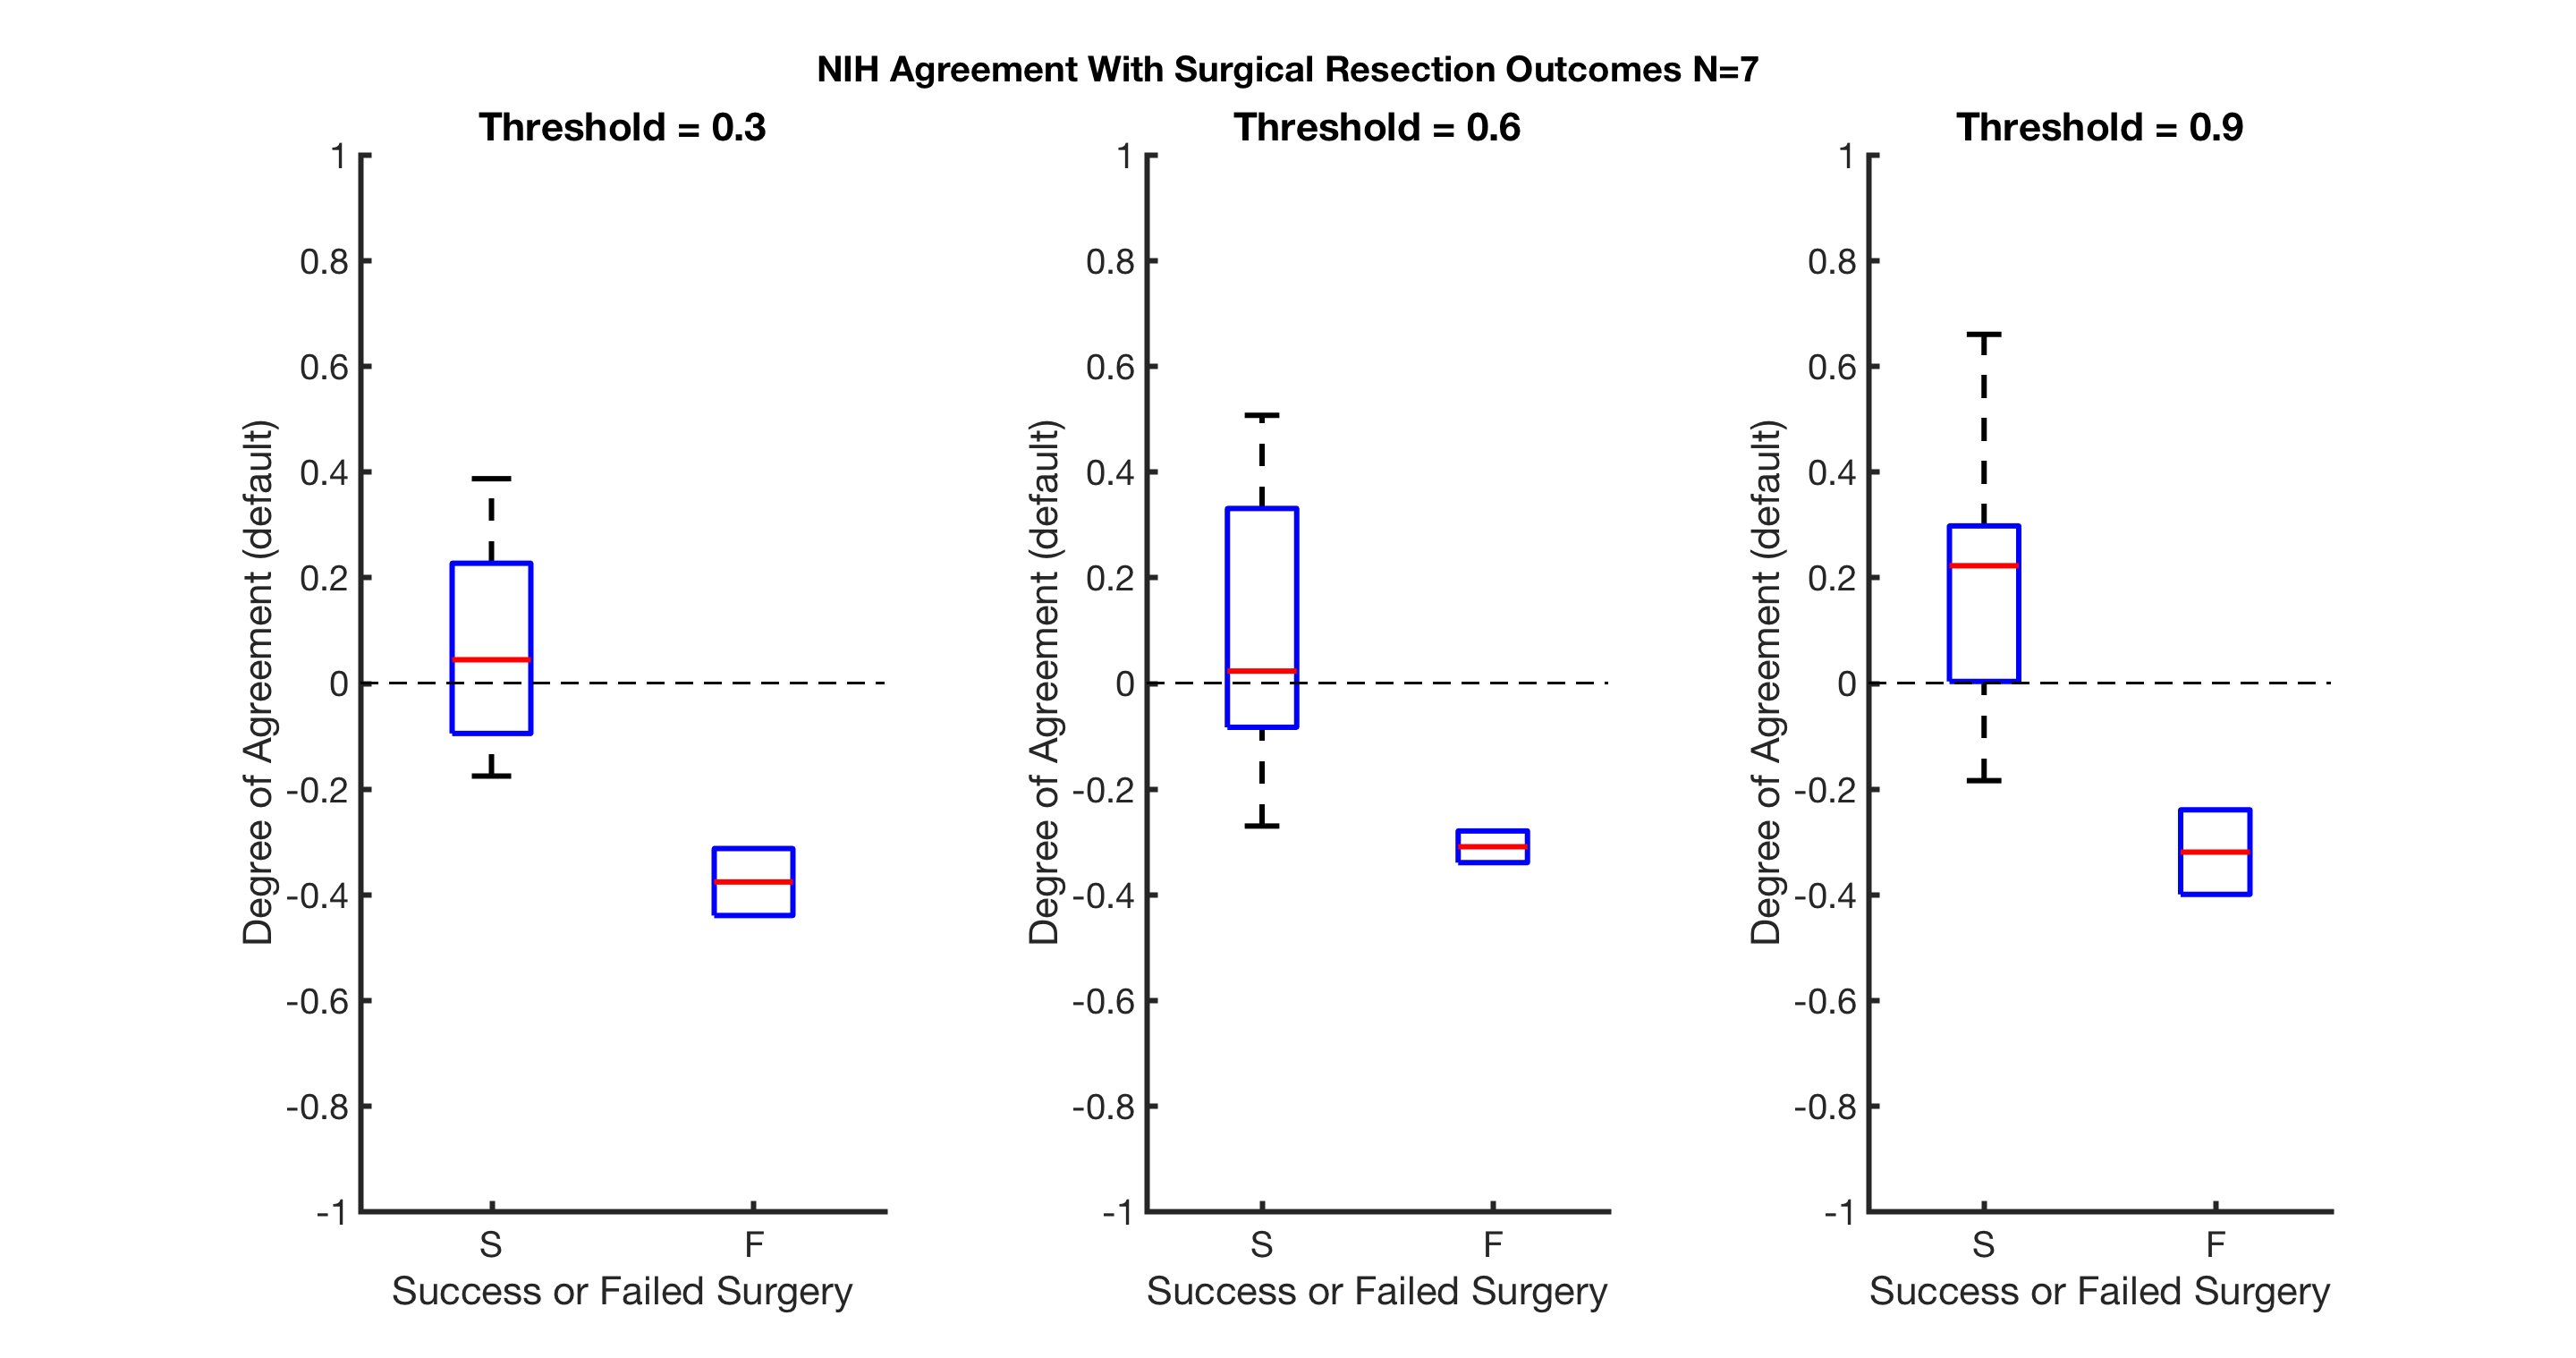 NIH Agreement With Surgical Resection Outcomes N=7
Threshold = 0.3
1
0.8
0.6
0.4
0.2
0
-0.2
-0.4
-0.6
-0.8
-1
Degree of Agreement (default)
S F
Success or Failed Surgery
Threshold = 0.6
1
0.8
0.6
0.4
0.2
0
-0.2
-0.4
-0.6
-0.8
-1
Degree of Agreement (default)
S F
Success or Failed Surgery
Threshold = 0.9
1
0.8
0.6
0.4
0.2
0
-0.2
-0.4
-0.6
-0.8
-1
Degree of Agreement (default)
S F
Success or Failed Surgery